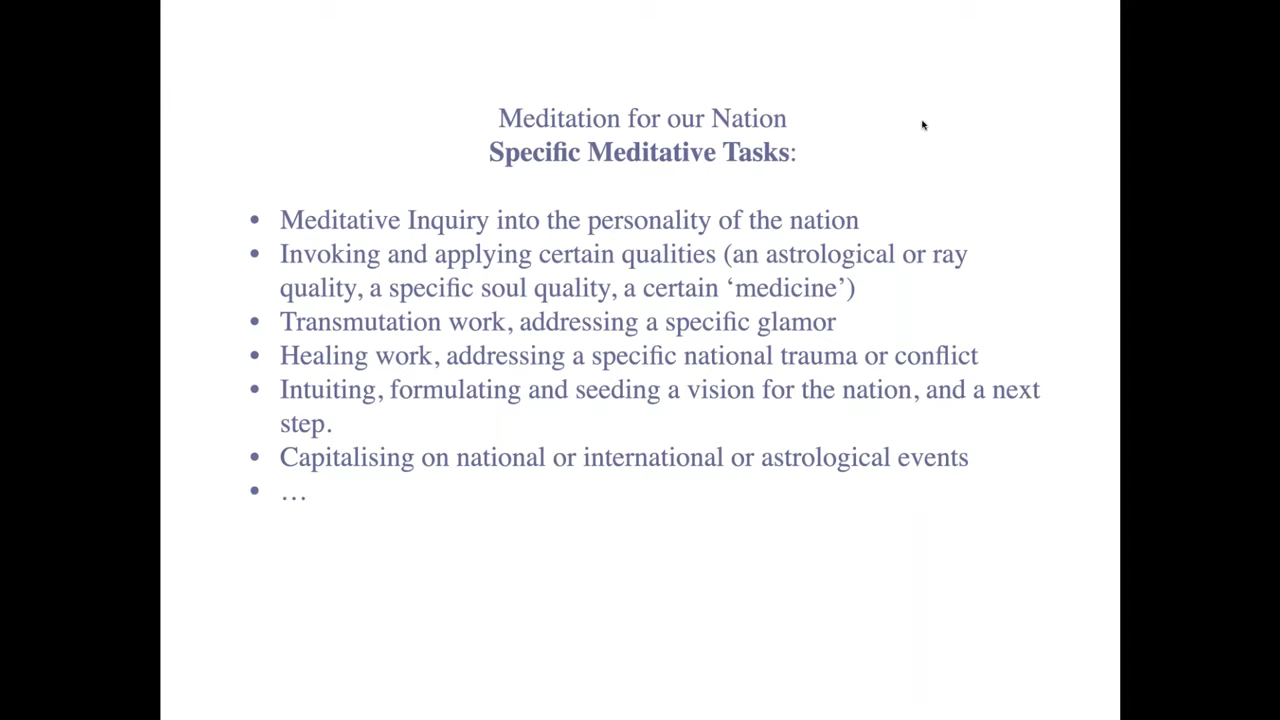 Meditation for our Nation
Specific Meditative Tasks:
• Meditative Inquiry into the personality of the nation
• Invoking and applying certain qualities (an astrological or ray
quality, a specific soul quality, a certain ‘medicine’)
• Transmutation work, addressing a specific glamor
• Healing work, addressing a specific national trauma or conflict
• Intuiting, formulating and seeding a vision for the nation, and a next
step.
• Capitalising on national or international or astrological events
• …